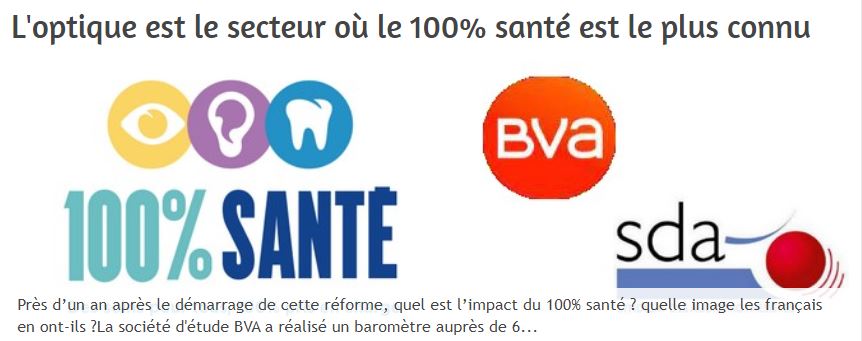 L'optique est le secteur où le 100% santé est le plus connu
BVA
100% SANTÉ
sda
Près d’un an après le démarrage de cette réforme, quel est l’impact du 100% santé ? quelle image les français
en ont-ils ?La société d'étude BVA a réalisé un baromètre auprès de 6...